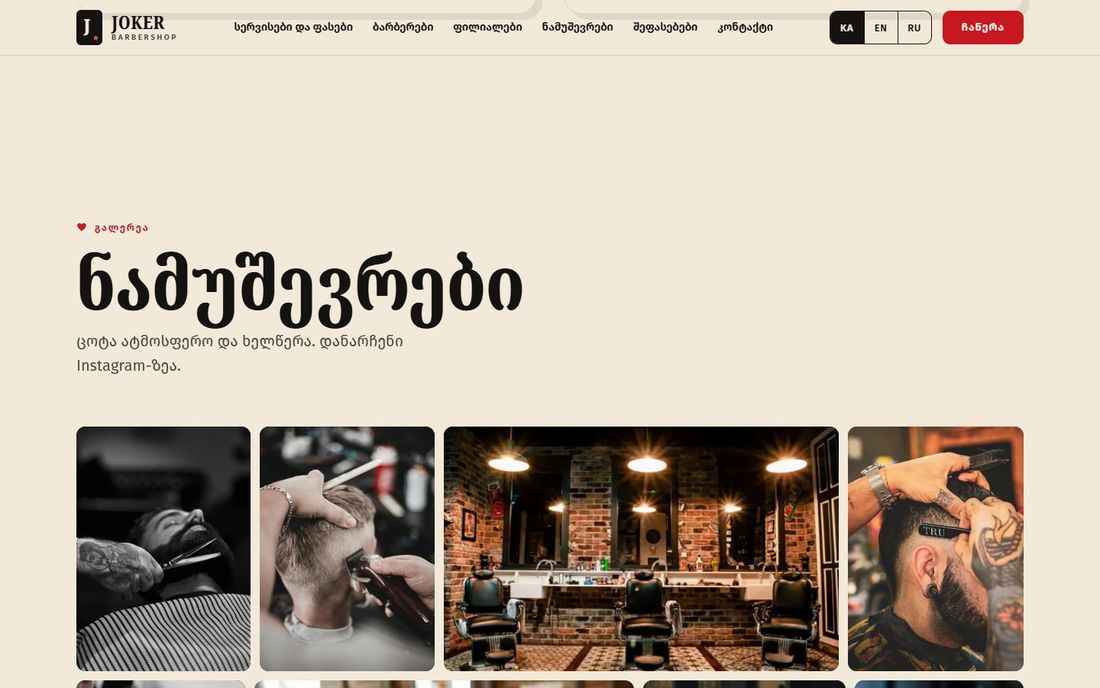 J
JOKER
BARBERSHOP
სერვისები და ფასები
ბარბერები
ფილიალები
ნამუშევრები
შეფასებები
კონტაქტი
KA
EN
RU
ჩაწერა
გალერეა
ნამუშევრები
ცოტა ატმოსფერო და ხელწერა. დანარჩენი
Instagram-ზეა.
TRU